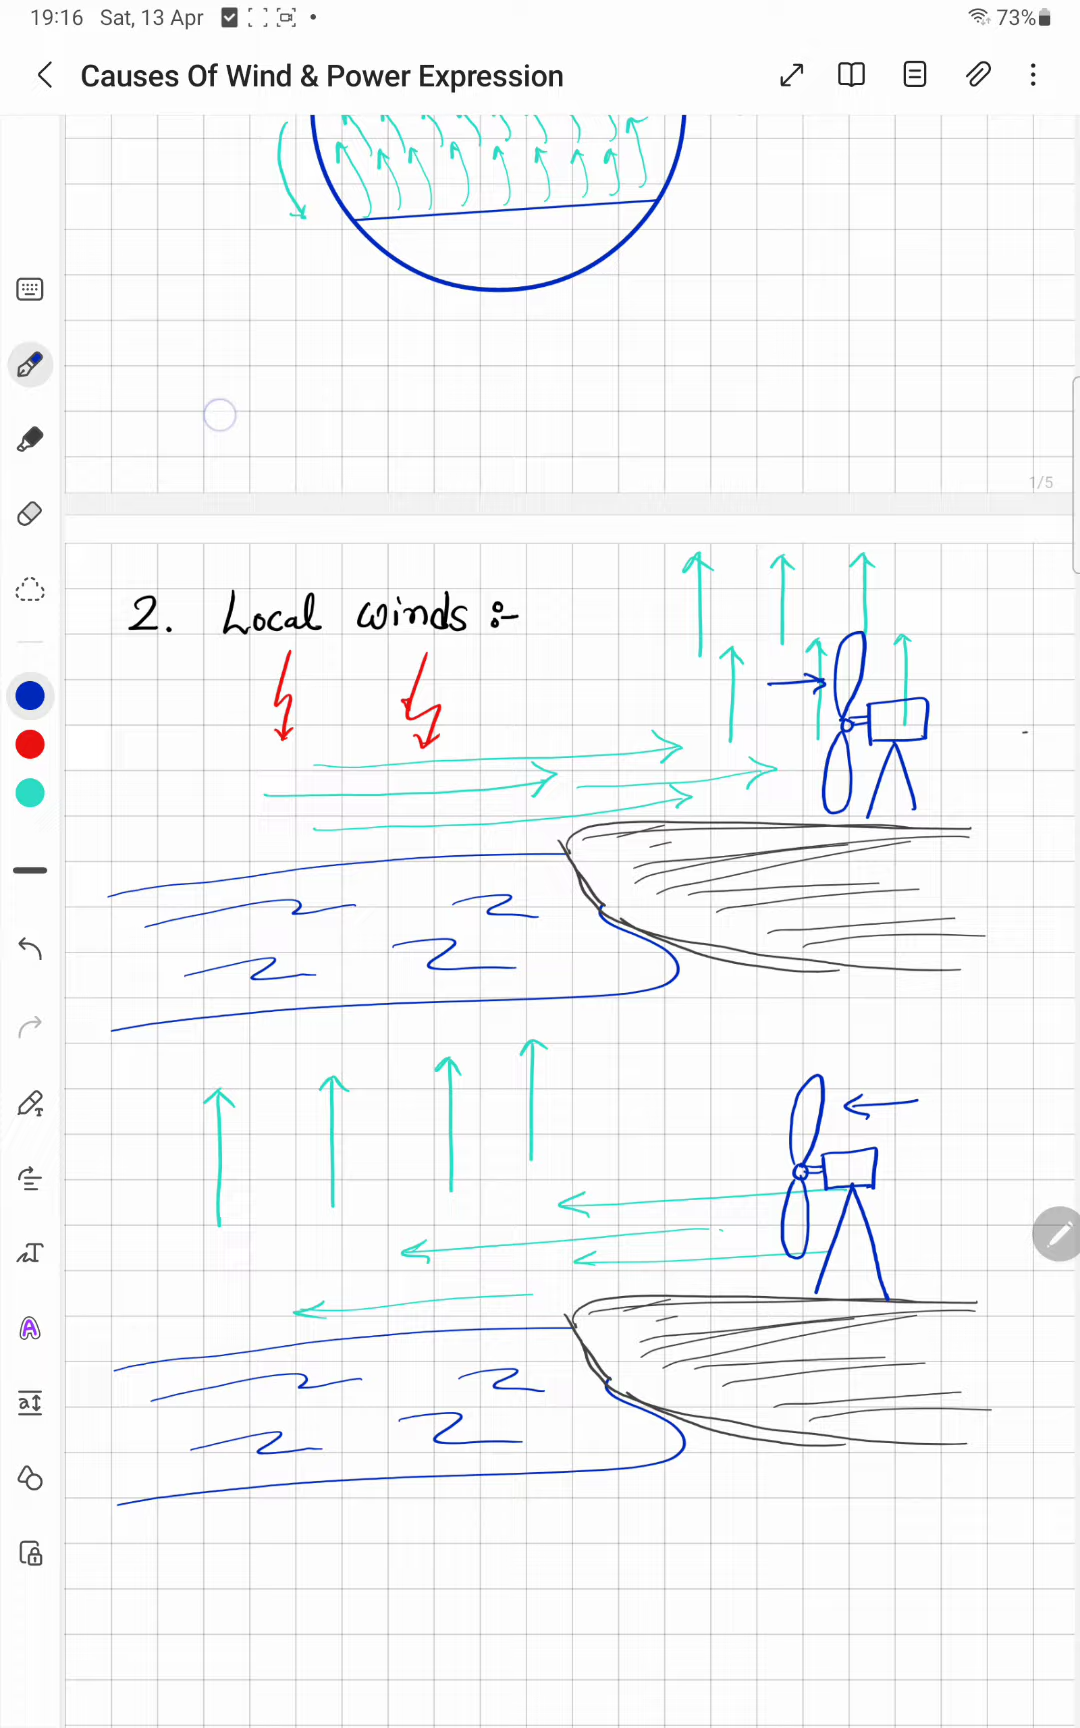 19:16 Sat, 13 Apr
73%
Causes Of Wind & Power Expression
1/5
2. Local winds :-